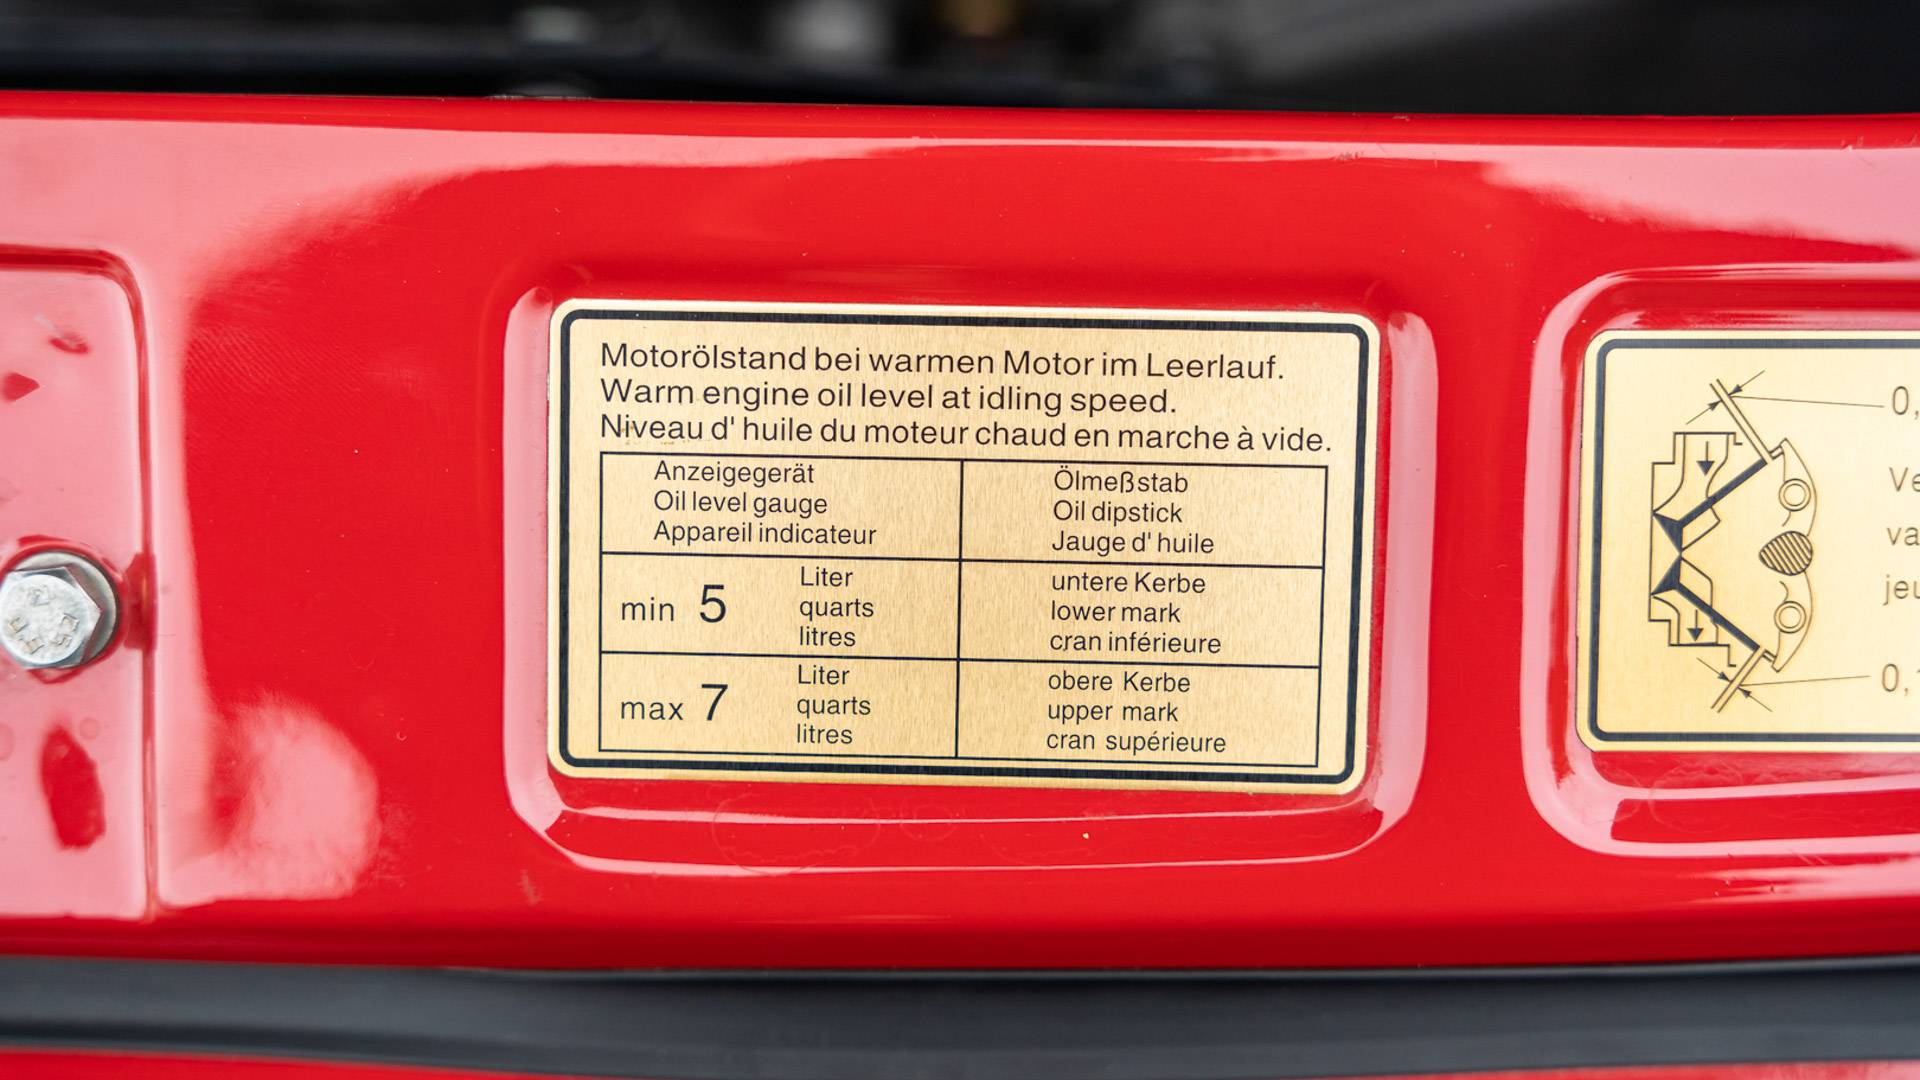 Motorölstand bei warmen Motor im Leerlauf.
Warm engine oil level at idling speed.
Niveau d' huile du moteur chaud en marche à vide.
Anzeigegerät
Oil level gauge
Appareil indicateur
Ölmeßstab
Oil dipstick
Jauge d' huile
min 5
Liter
quarts
litres
untere Kerbe
lower mark
cran inférieure
max 7
Liter
quarts
litres
obere Kerbe
upper mark
cran supérieure